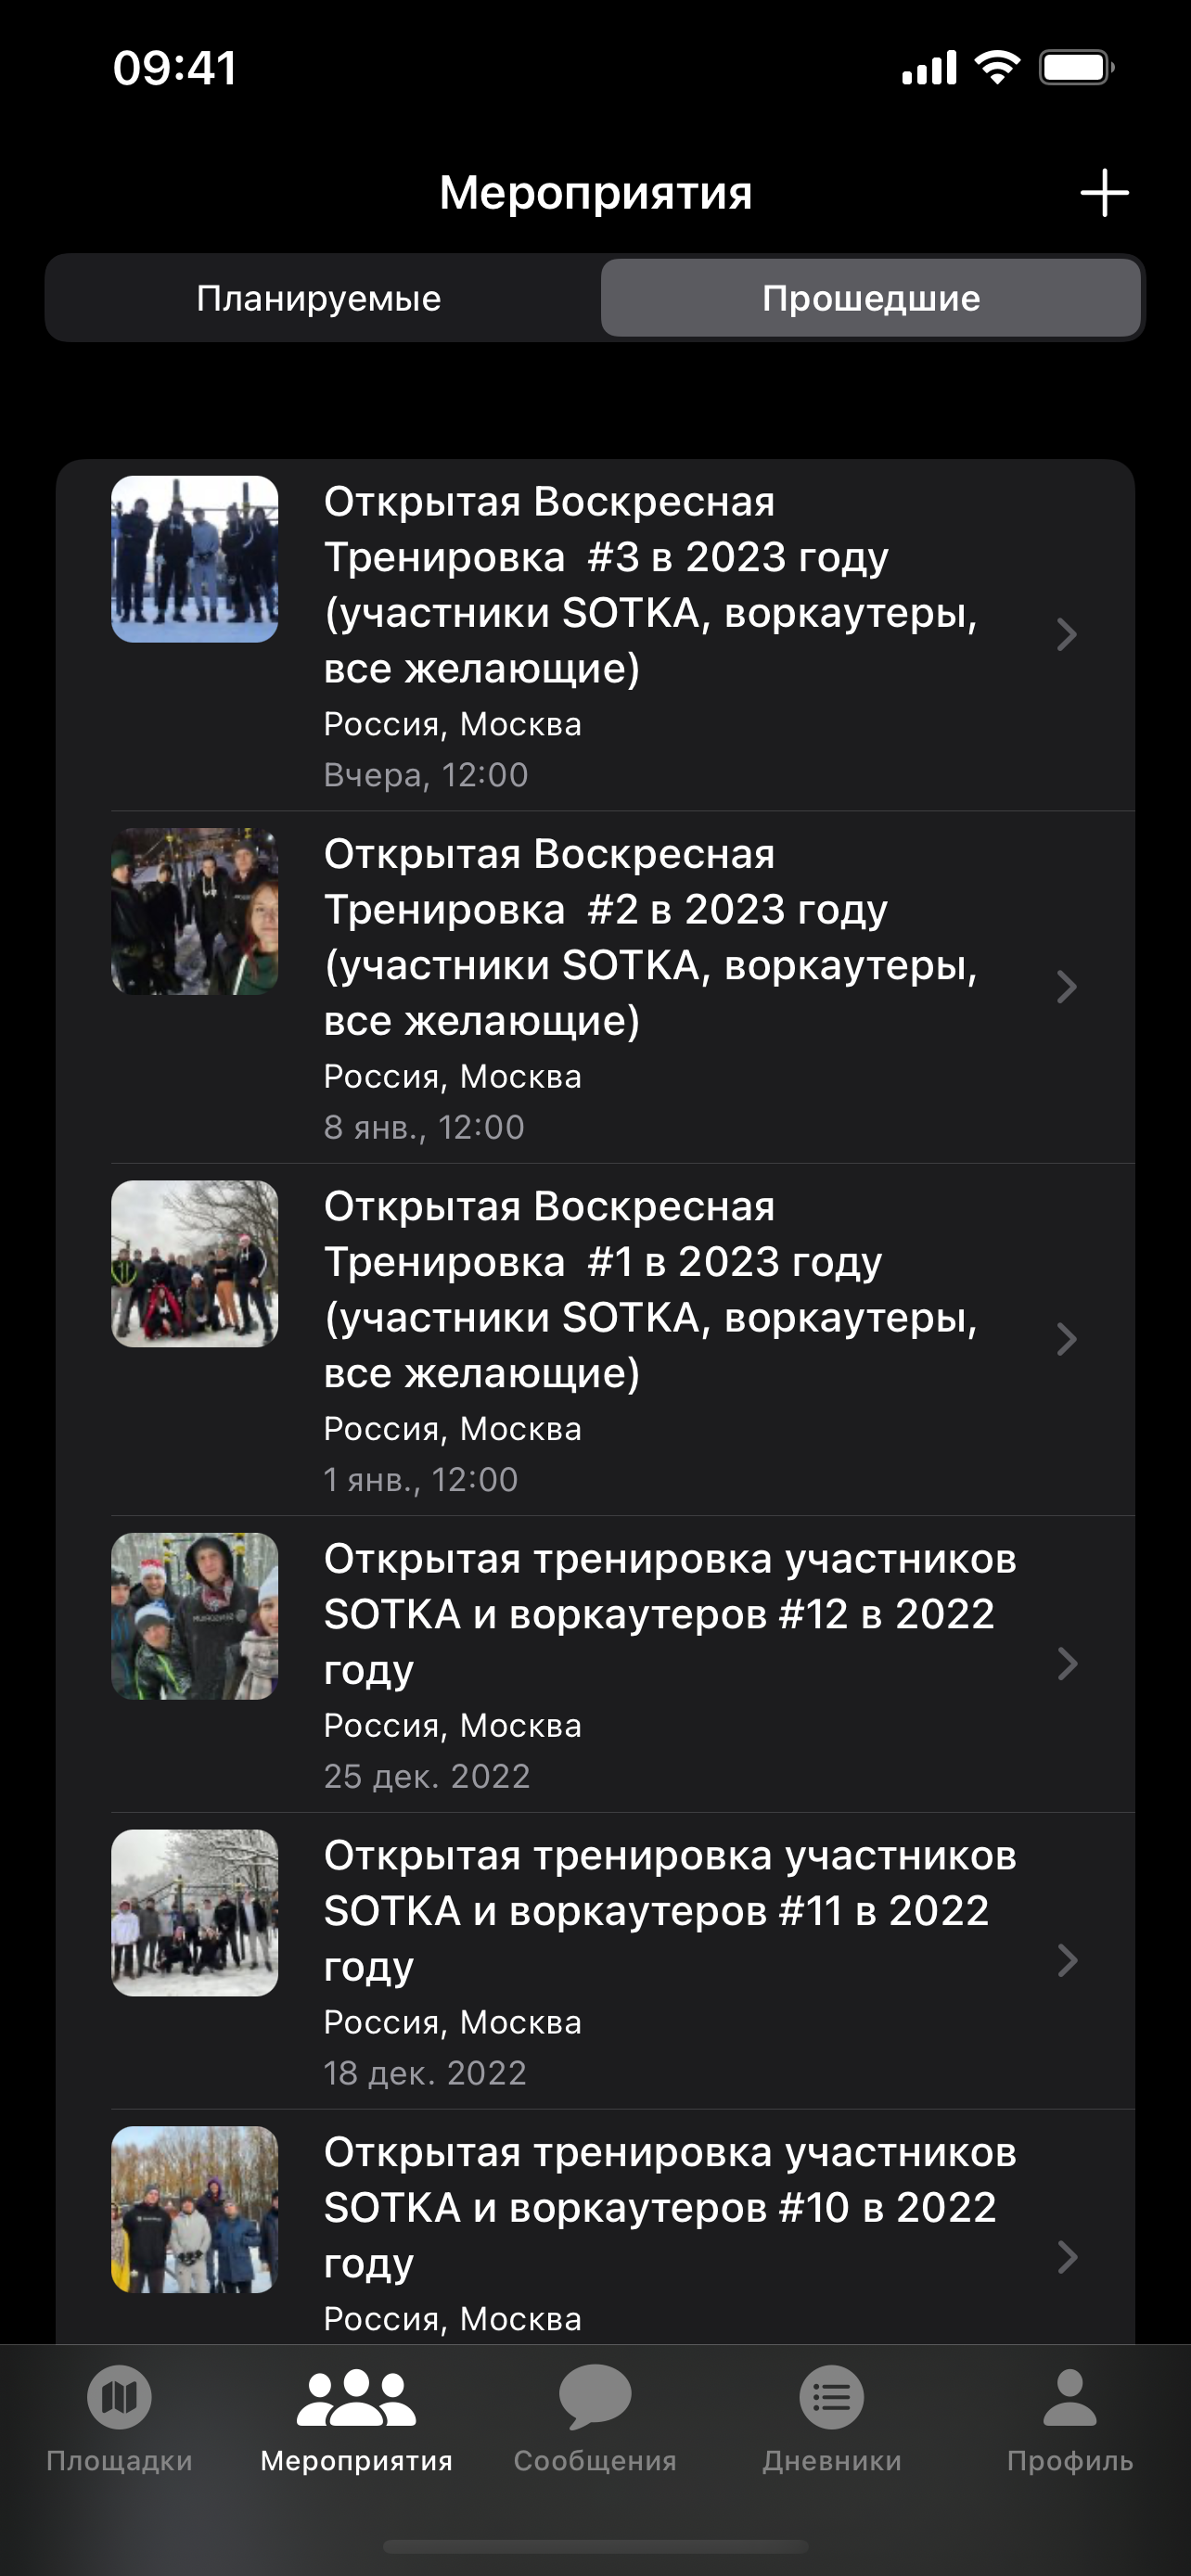 09:41
Мероприятия
Планируемые
Прошедшие
Открытая Воскресная
Тренировка  #3 в 2023 году
(участники SOTKA, воркаутеры,
все желающие)
Россия, Москва
Вчера, 12:00
Открытая Воскресная
Тренировка  #2 в 2023 году
(участники SOTKA, воркаутеры,
все желающие)
Россия, Москва
8 янв., 12:00
Открытая Воскресная
Тренировка  #1 в 2023 году
(участники SOTKA, воркаутеры,
все желающие)
Россия, Москва
1 янв., 12:00
Открытая тренировка участников
SOTKA и воркаутеров #12 в 2022
году
Россия, Москва
25 дек. 2022
Открытая тренировка участников
SOTKA и воркаутеров #11 в 2022
году
Россия, Москва
18 дек. 2022
Открытая тренировка участников
SOTKA и воркаутеров #10 в 2022
году
Россия, Москва
Площадки
Мероприятия
Сообщения
Дневники
Профиль